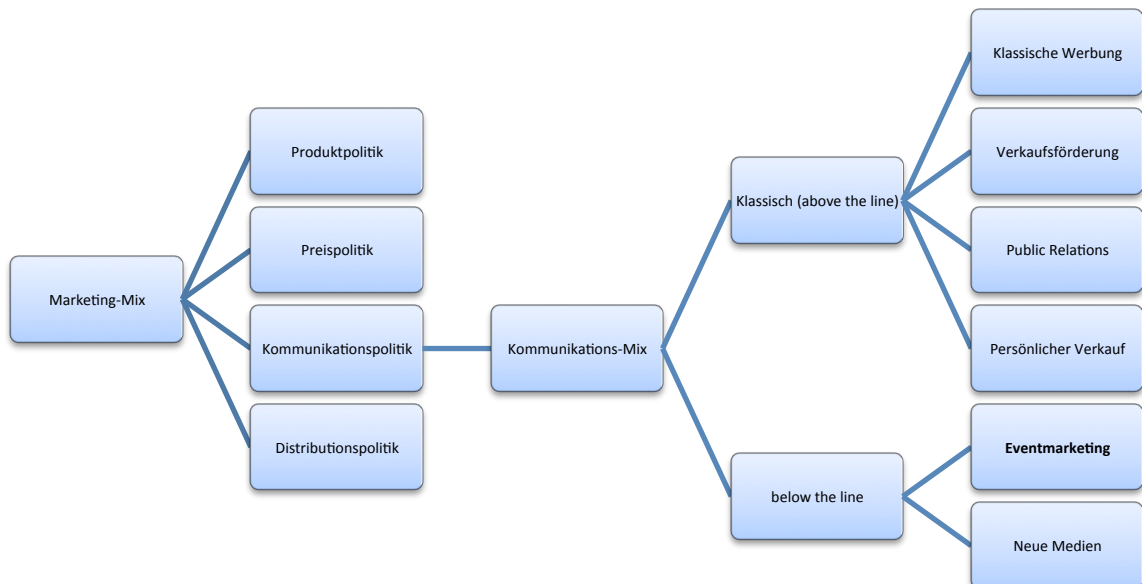 Marketing-Mix
Produktpolitik
Preispolitik
Kommunikationspolitik
Distributionspolitik
Kommunikations-Mix
Klassisch (above the line)
Klassische Werbung
Verkaufsförderung
Public Relations
Persönlicher Verkauf
below the line
Eventmarketing
Neue Medien